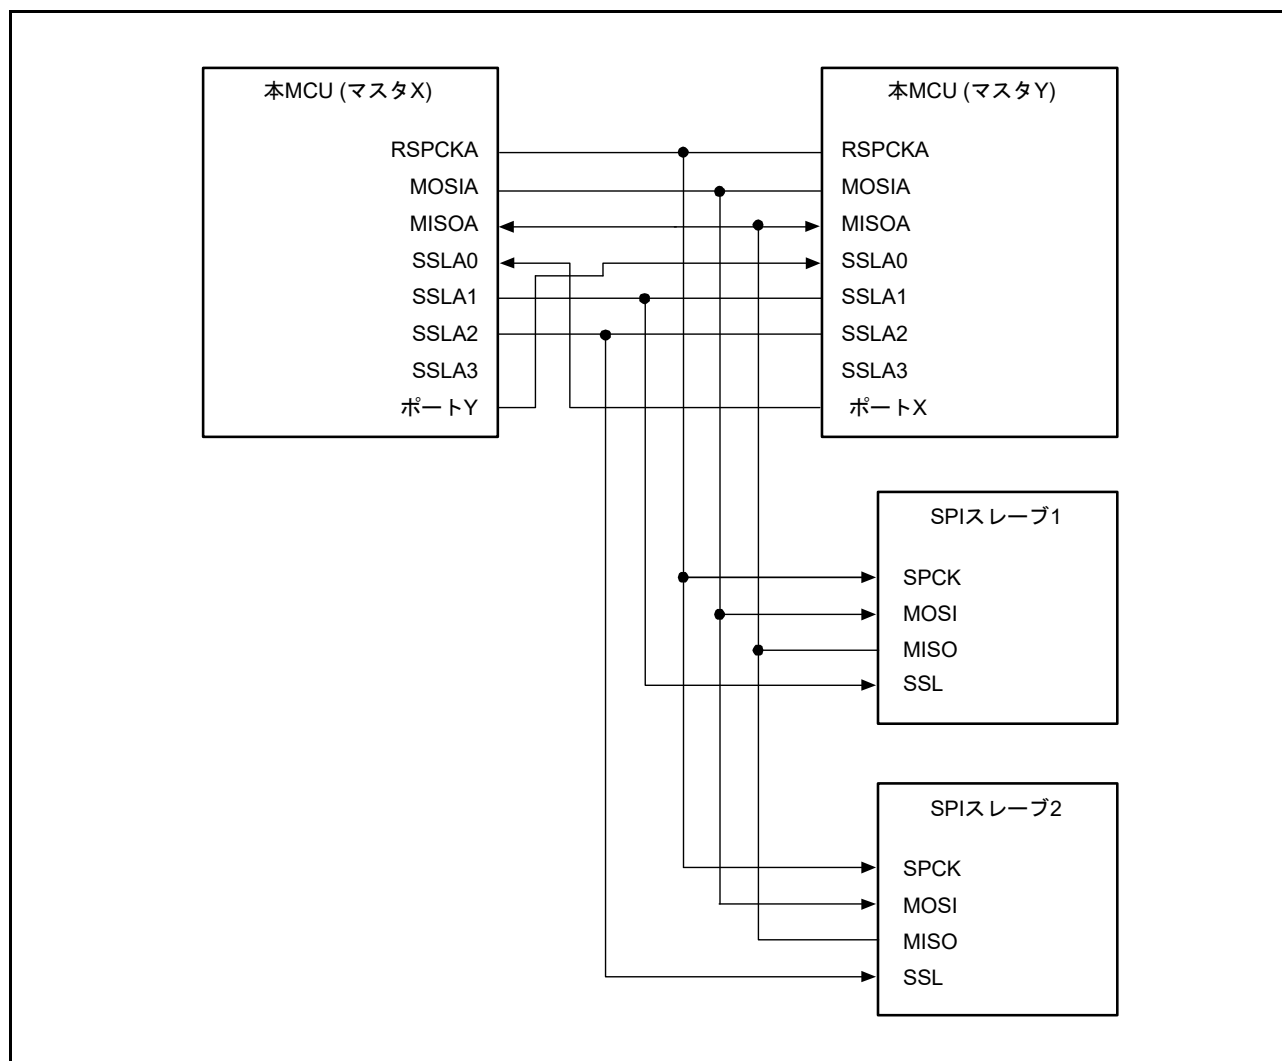 本MCU (マスタX)
RSPCKA
MOSIA
MISOA
SSLA0
SSLA1
SSLA2
SSLA3
ポートY
本MCU (マスタY)
RSPCKA
MOSIA
MISOA
SSLA0
SSLA1
SSLA2
SSLA3
ポートX
SPIスレーブ1
SPCK
MOSI
MISO
SSL
SPIスレーブ2
SPCK
MOSI
MISO
SSL